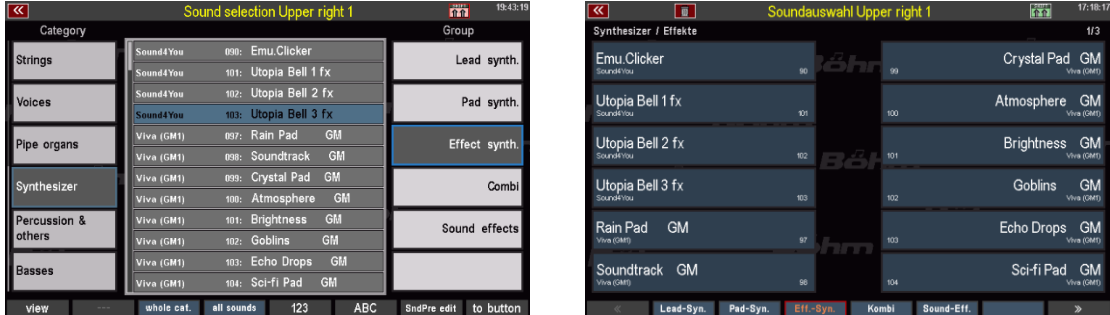 Sound selection Upper right 1
19:43:19
Category
Group
Strings
Voices
Pipe organs
Synthesizer
Percussion &
others
Basses
Sound4You 090: Emu.Clicker
Sound4You 101: Utopia Bell 1 fx
Sound4You 102: Utopia Bell 2 fx
Sound4You 103: Utopia Bell 3 fx
Viva (GM1) 097: Rain Pad GM
Viva (GM1) 098: Soundtrack GM
Viva (GM1) 099: Crystal Pad GM
Viva (GM1) 100: Atmosphere GM
Viva (GM1) 101: Brightness GM
Viva (GM1) 102: Goblins GM
Viva (GM1) 103: Echo Drops GM
Viva (GM1) 104: Sci-fi Pad GM
Lead synth.
Pad synth.
Effect synth.
Combi
Sound effects
view --- whole cat. all sounds 123 ABC SndPre edit to button
Soundauswahl Upper right 1
17:18:17
Synthesizer / Effekte
1/3
Emu.Clicker
Sound4You 90
Utopia Bell 1 fx
Sound4You 101
Utopia Bell 2 fx
Sound4You 102
Utopia Bell 3 fx
Sound4You 103
Rain Pad GM
Viva (GM1) 97
Soundtrack GM
Viva (GM1) 98
Crystal Pad GM
99 Viva (GM1)
Atmosphere GM
100 Viva (GM1)
Brightness GM
101 Viva (GM1)
Goblins GM
102 Viva (GM1)
Echo Drops GM
103 Viva (GM1)
Sci-fi Pad GM
104 Viva (GM1)
Böhm
« Lead-Syn. Pad-Syn. Eff.-Syn. Kombi Sound-Eff. »